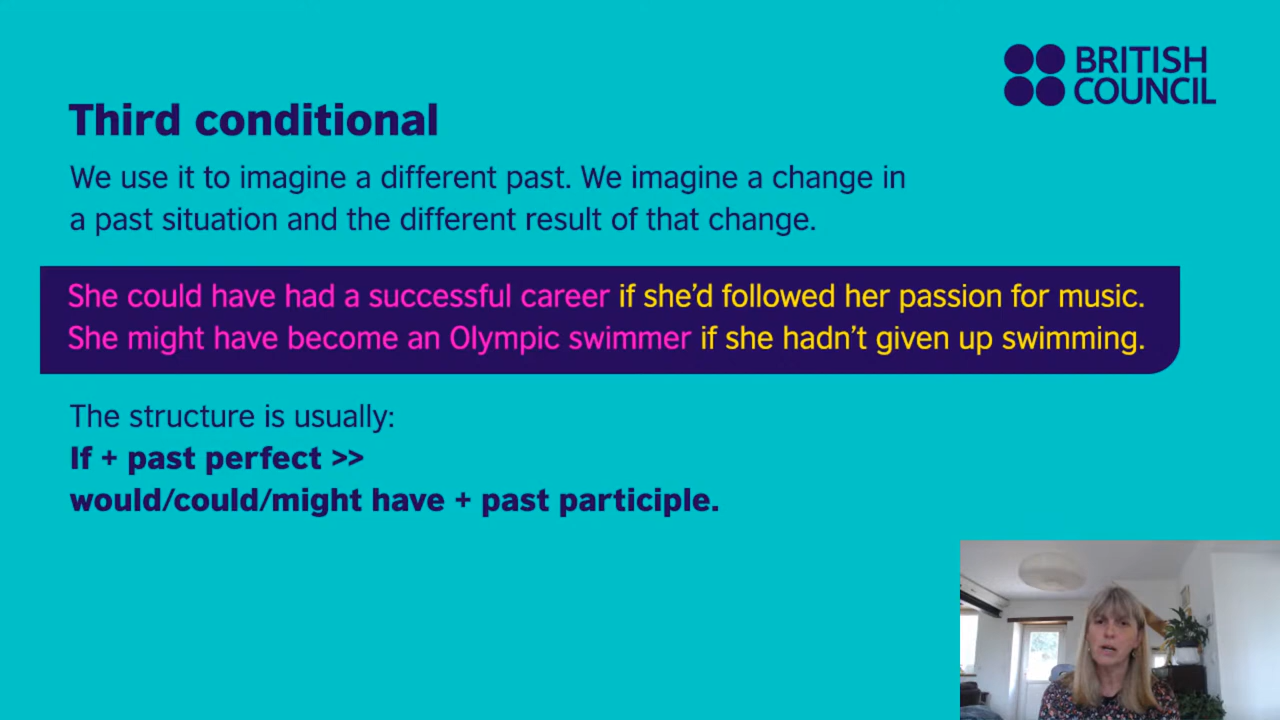 BRITISH
COUNCIL
Third conditional
We use it to imagine a different past. We imagine a change in
a past situation and the different result of that change.
She could have had a successful career if she’d followed her passion for music.
She might have become an Olympic swimmer if she hadn’t given up swimming.
The structure is usually:
If + past perfect >>
would/could/might have + past participle.